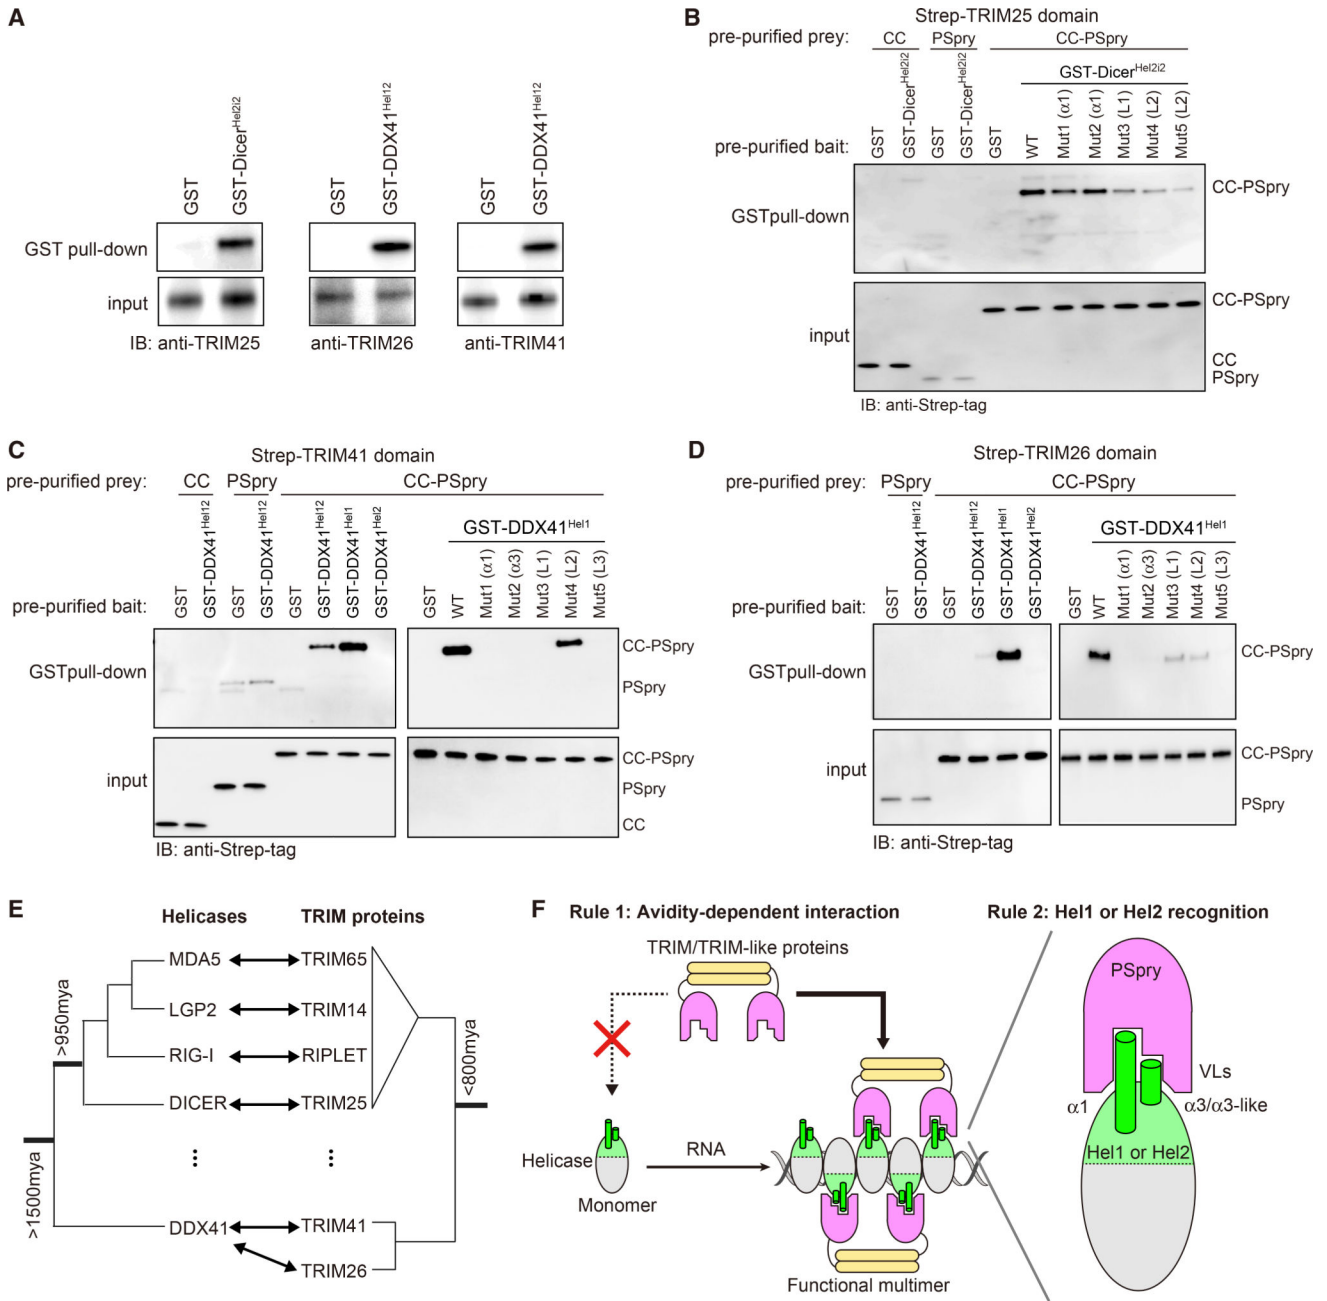 A
GST
GST-Dicer^Hel2i2
GST
GST-DDX41^Hel12
GST
GST-DDX41^Hel12
GST pull-down
input
IB: anti-TRIM25
anti-TRIM26
anti-TRIM41
B
Strep-TRIM25 domain
pre-purified prey:
CC
PSpry
CC-PSpry
GST-Dicer^Hel2i2
pre-purified bait:
GST
GST-Dicer^Hel2i2
GST
GST-Dicer^Hel2i2
GST
WT
Mut1 (α1)
Mut2 (α1)
Mut3 (L1)
Mut4 (L2)
Mut5 (L2)
GSTpull-down
CC-PSpry
input
CC-PSpry
CC
PSpry
IB: anti-Strep-tag
C
Strep-TRIM41 domain
pre-purified prey:
CC
PSpry
CC-PSpry
GST-DDX41^Hel1
pre-purified bait:
GST
GST-DDX41^Hel12
GST
GST-DDX41^Hel12
GST
GST-DDX41^Hel12
GST-DDX41^Hel1
GST-DDX41^Hel2
GST
WT
Mut1 (α1)
Mut2 (α3)
Mut3 (L1)
Mut4 (L2)
Mut5 (L3)
GSTpull-down
CC-PSpry
PSpry
input
CC-PSpry
PSpry
CC
IB: anti-Strep-tag
D
Strep-TRIM26 domain
pre-purified prey:
PSpry
CC-PSpry
GST-DDX41^Hel1
pre-purified bait:
GST
GST-DDX41^Hel12
GST
GST-DDX41^Hel12
GST-DDX41^Hel1
GST-DDX41^Hel2
GST
WT
Mut1 (α1)
Mut2 (α3)
Mut3 (L1)
Mut4 (L2)
Mut5 (L3)
GSTpull-down
CC-PSpry
input
CC-PSpry
PSpry
IB: anti-Strep-tag
E
Helicases
TRIM proteins
MDA5
TRIM65
LGP2
TRIM14
RIG-I
RIPLET
DICER
TRIM25
DDX41
TRIM41
TRIM26
>950mya
>1500mya
<800mya
F
Rule 1: Avidity-dependent interaction
TRIM/TRIM-like proteins
Helicase
Monomer
RNA
Functional multimer
Rule 2: Hel1 or Hel2 recognition
PSpry
VLs
α1
α3/α3-like
Hel1 or Hel2